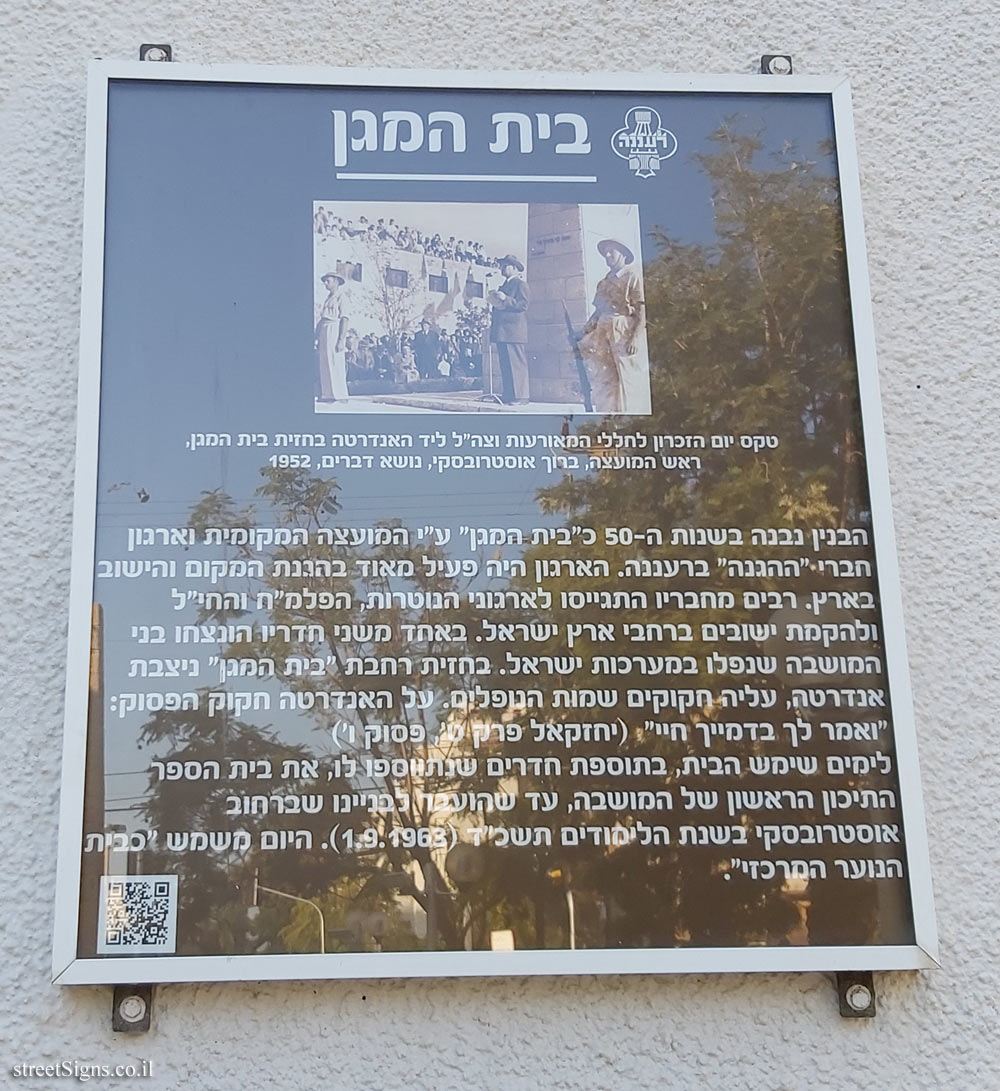 בית המגן
רעננה
טקס יום הזכרון לחללי המאורעות וצה"ל ליד האנדרטה בחזית בית המגן,
ראש המועצה, ברוך אוסטרובסקי, נושא דברים, 1952
הבנין נבנה בשנות ה-50 כ"בית המגן" ע"י המועצה המקומית וארגון
חברי "ההגנה" ברעננה. הארגון היה פעיל מאוד בהגנת המקום והישוב
בארץ. רבים מחבריו התגייסו לארגוני הנוטרות, הפלמ"ח והחי"ל
ולהקמת ישובים ברחבי ארץ ישראל. באחד משני חדריו הונצחו בני
המושבה שנפלו במערכות ישראל. בחזית רחבת "בית המגן" ניצבת
אנדרטה, עליה חקוקים שמות הנופלים. על האנדרטה חקוק הפסוק:
"ואמר לך בדמייך חיי" (יחזקאל פרק , פסוק ו')
לימים שימש הבית, בתוספת חדרים שנתווספו לו, את בית הספר
התיכון הראשון של המושבה, עד שהועבר לבניינו שברחוב
אוסטרובסקי בשנת הלימודים תשכ"ד (1.9.1963). היום משמש "כבית
הנוער המרכזי".
streetSigns.co.il